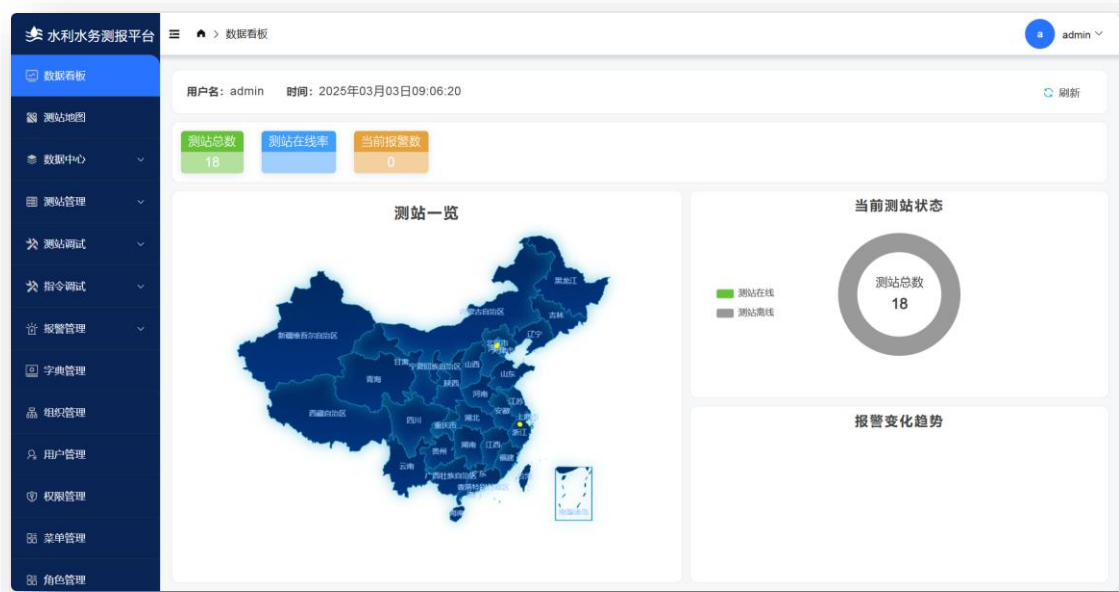 水利水务测报平台
数据看板
admin
数据看板
测站地图
数据中心
测站管理
测站调试
指令调试
报警管理
字典管理
组织管理
用户管理
权限管理
菜单管理
角色管理
用户名：admin 时间：2025年03月03日09:06:20
刷新
测站总数
18
测站在线率
当前报警数
0
测站一览
黑龙江
吉林
辽宁
新疆维吾尔自治区
甘肃
宁夏回族自治区
山西
山东
青海
陕西
河南
江苏
西藏自治区
四川
重庆市
湖北
安徽
浙江
贵州
湖南
江西
福建
云南
广西壮族自治区
当前测站状态
测站在线
测站离线
测站总数
18
报警变化趋势